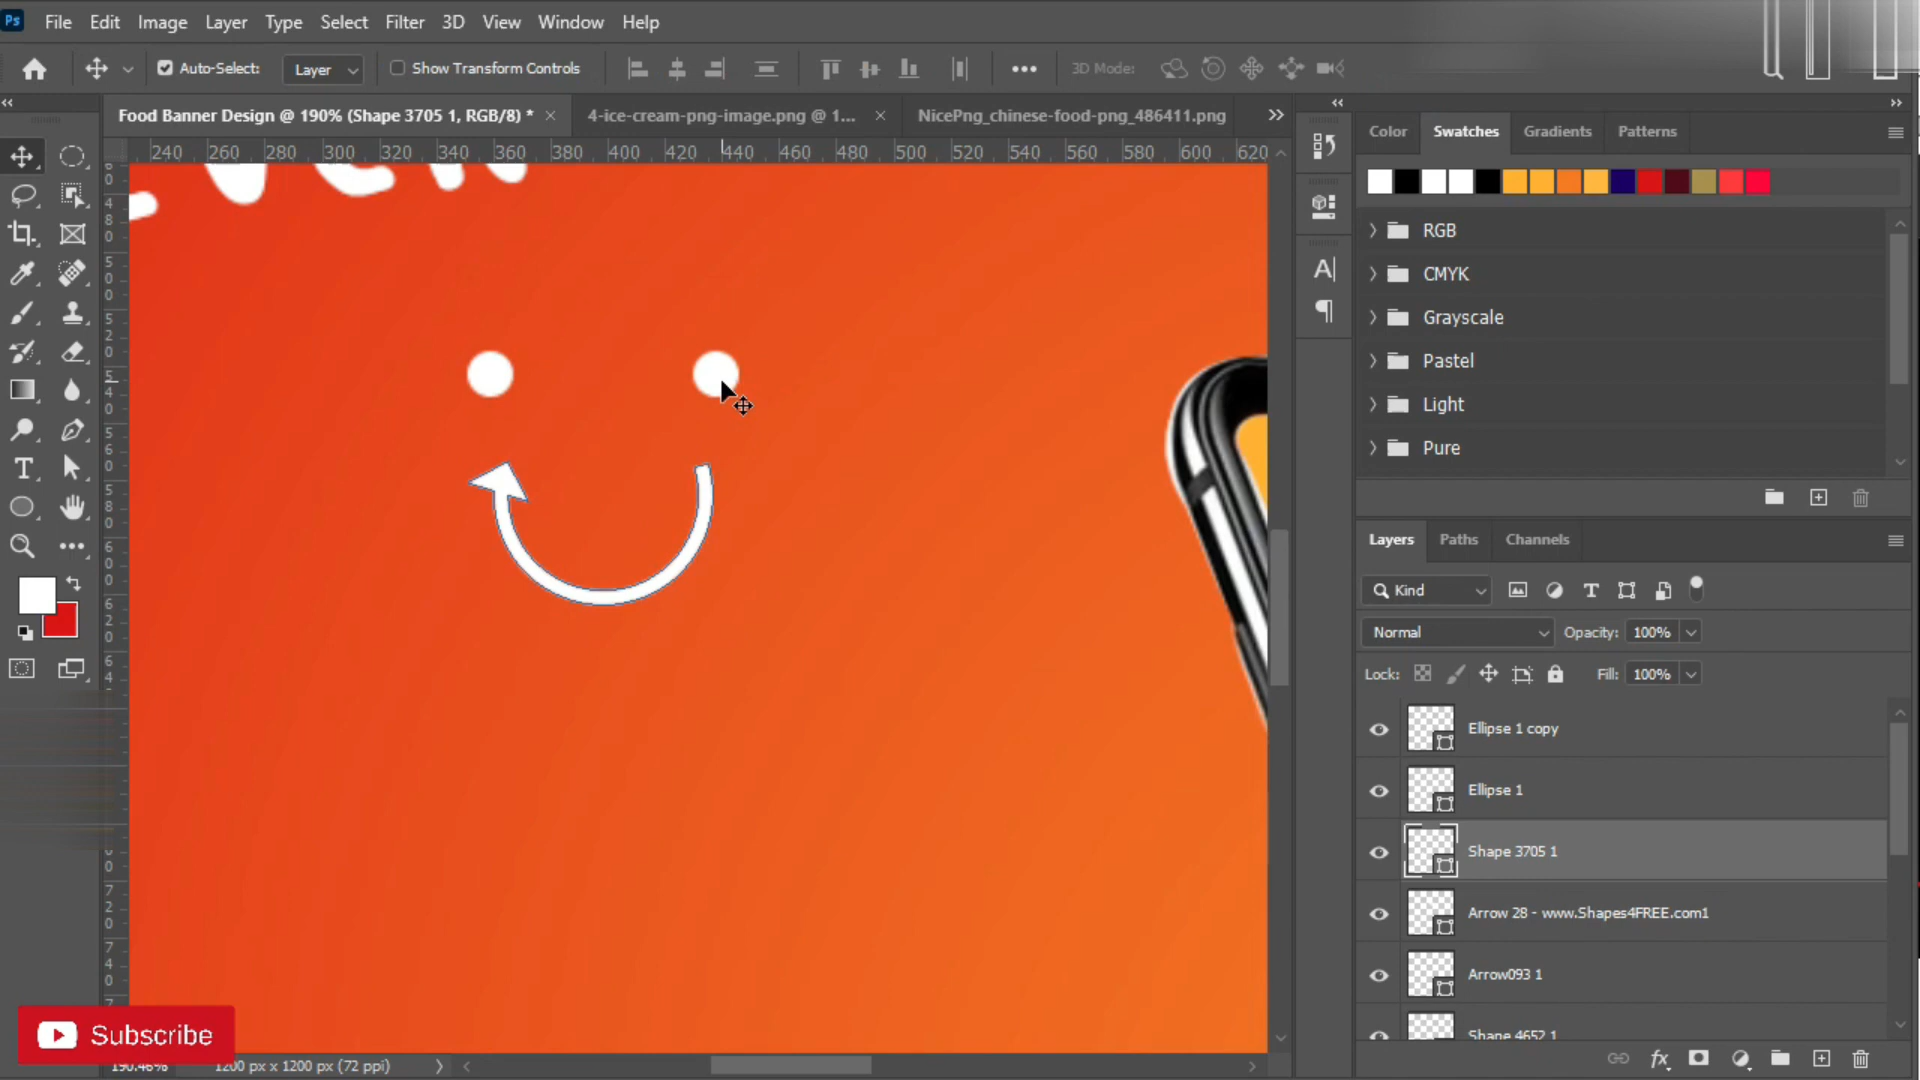 Ps File Edit Image Layer Type Select Filter 3D View Window Help
Auto-Select: Layer Show Transform Controls 3D Mode:
Food Banner Design @ 190% (Shape 3705 1, RGB/8) * 4-ice-cream-png-image.png @ 1... NicePng_chinese-food-png_486411.png
240 260 280 300 320 340 360 380 400 420 440 460 480 500 520 540 560 580 600 620
Color Swatches Gradients Patterns
RGB
CMYK
Grayscale
Pastel
Light
Pure
Layers Paths Channels
Kind
Normal Opacity: 100%
Lock: Fill: 100%
Ellipse 1 copy
Ellipse 1
Shape 3705 1
Arrow 28 - www.Shapes4FREE.com1
Arrow093 1
Shape 4652 1
Subscribe
190.46% 1200 px x 1200 px (72 ppi)
fx